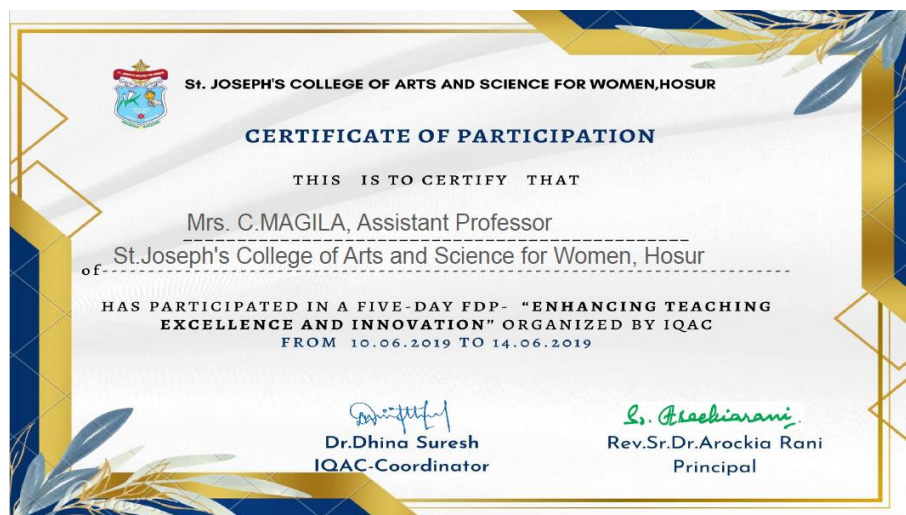 St. JOSEPH'S COLLEGE OF ARTS AND SCIENCE FOR WOMEN,HOSUR
CERTIFICATE OF PARTICIPATION
THIS IS TO CERTIFY THAT
Mrs. C.MAGILA, Assistant Professor
of St.Joseph's College of Arts and Science for Women, Hosur
HAS PARTICIPATED IN A FIVE-DAY FDP- “ENHANCING TEACHING
EXCELLENCE AND INNOVATION” ORGANIZED BY IQAC
FROM 10.06.2019 TO 14.06.2019
Dr.Dhina Suresh
IQAC-Coordinator
Sr. Arockiarani
Rev.Sr.Dr.Arockia Rani
Principal